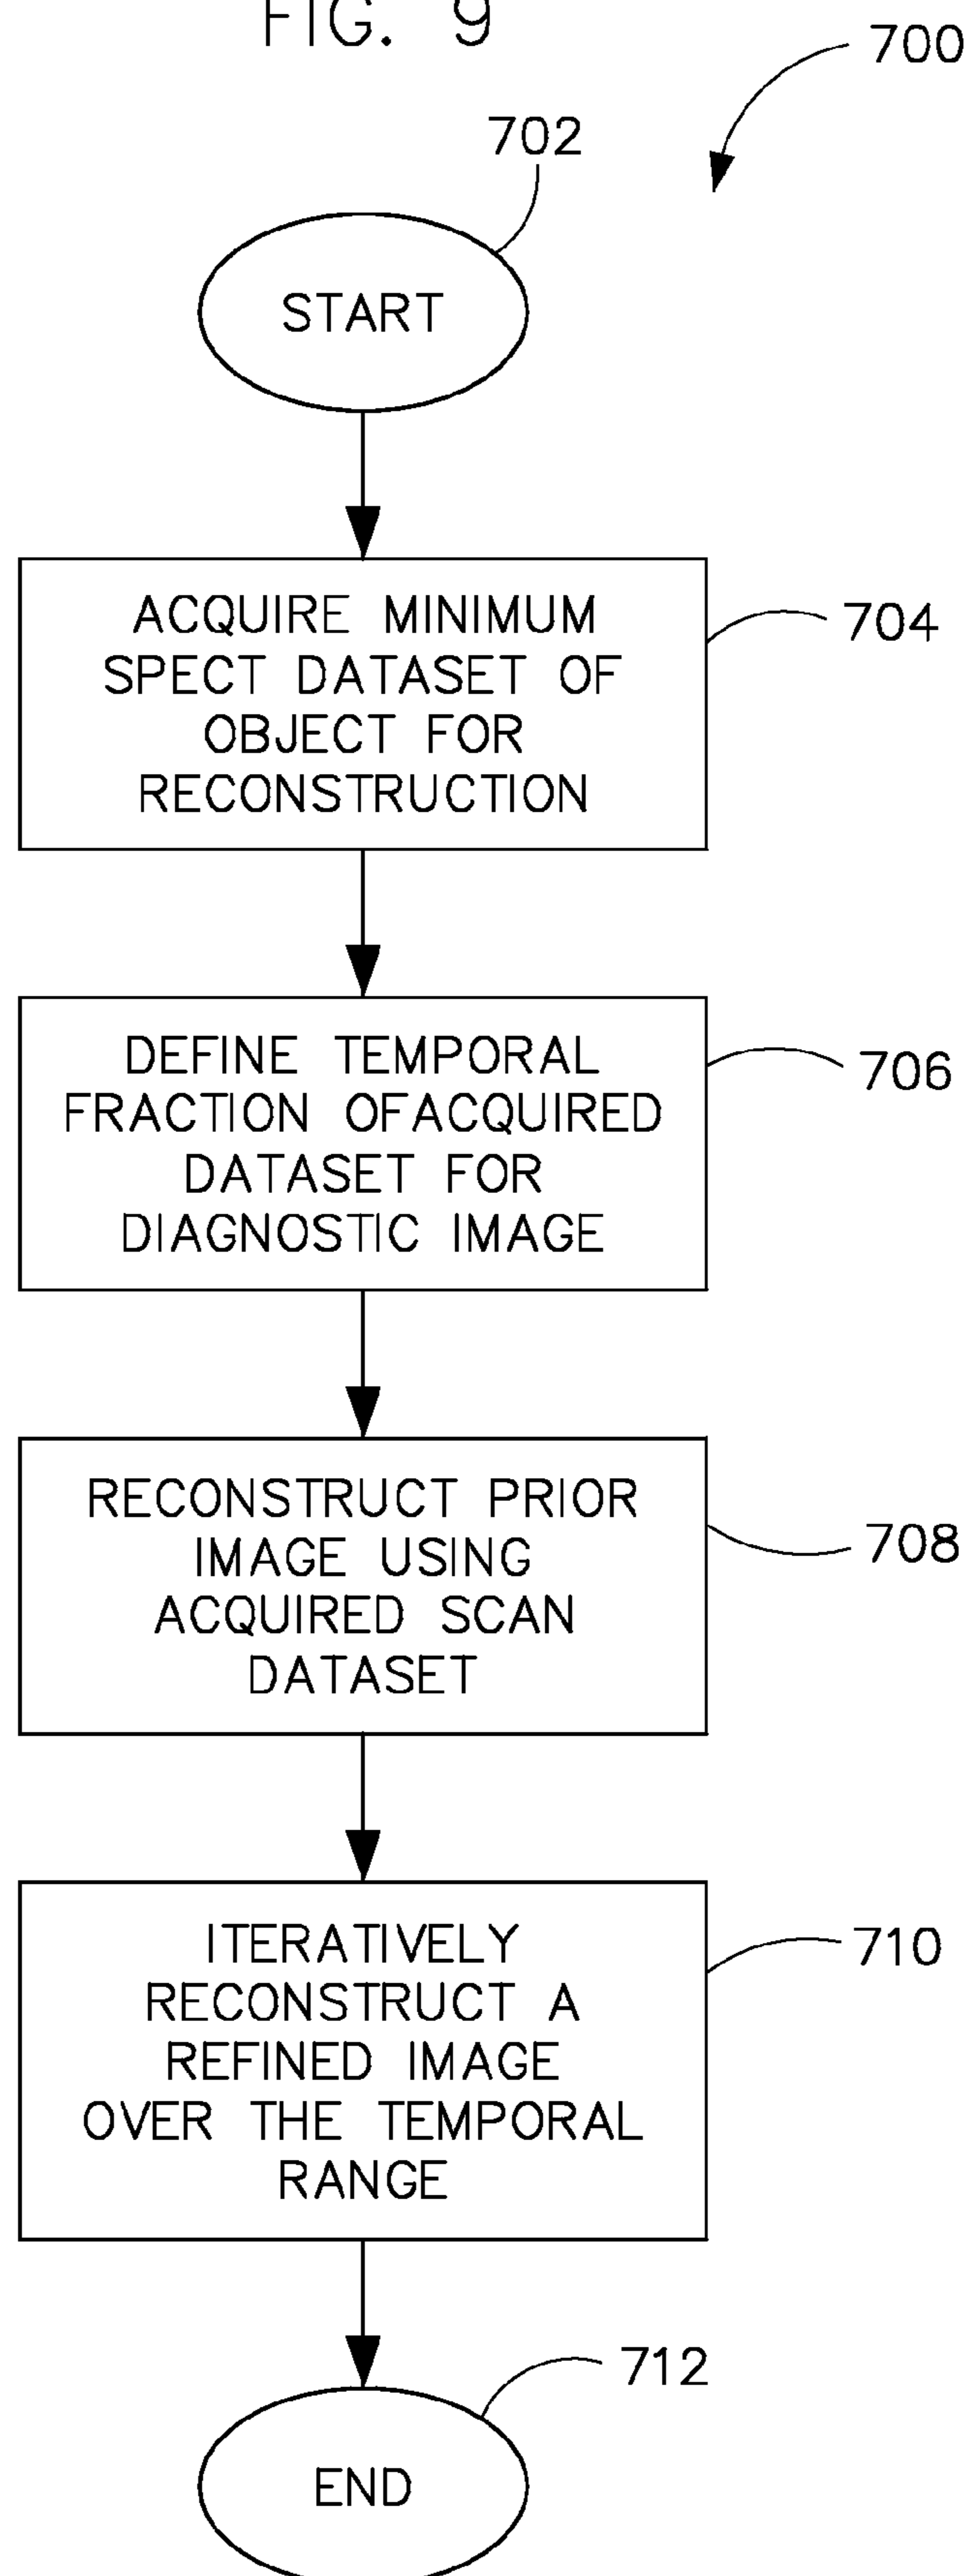 FIG. 9
700
702
START
ACQUIRE MINIMUM
SPECT DATASET OF
OBJECT FOR
RECONSTRUCTION
704
DEFINE TEMPORAL
FRACTION OFACQUIRED
DATASET FOR
DIAGNOSTIC IMAGE
706
RECONSTRUCT PRIOR
IMAGE USING
ACQUIRED SCAN
DATASET
708
ITERATIVELY
RECONSTRUCT A
REFINED IMAGE
OVER THE TEMPORAL
RANGE
710
712
END